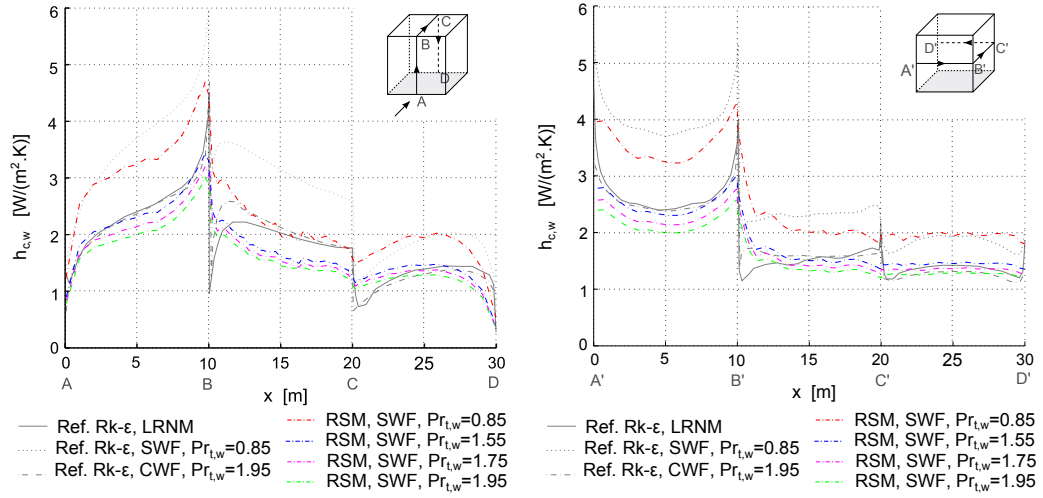 6
5
4
3
2
1
0
h_c,w [W/(m².K)]
0 5 10 15 20 25 30
A B C D
x [m]
A
B
C
D
Ref. Rk-ε, LRNM
Ref. Rk-ε, SWF, Pr_t,w=0.85
Ref. Rk-ε, CWF, Pr_t,w=1.95
RSM, SWF, Pr_t,w=0.85
RSM, SWF, Pr_t,w=1.55
RSM, SWF, Pr_t,w=1.75
RSM, SWF, Pr_t,w=1.95
6
5
4
3
2
1
0
h_c,w [W/(m².K)]
0 5 10 15 20 25 30
A' B' C' D'
x [m]
D'
C'
A'
B'
Ref. Rk-ε, LRNM
Ref. Rk-ε, SWF, Pr_t,w=0.85
Ref. Rk-ε, CWF, Pr_t,w=1.95
RSM, SWF, Pr_t,w=0.85
RSM, SWF, Pr_t,w=1.55
RSM, SWF, Pr_t,w=1.75
RSM, SWF, Pr_t,w=1.95